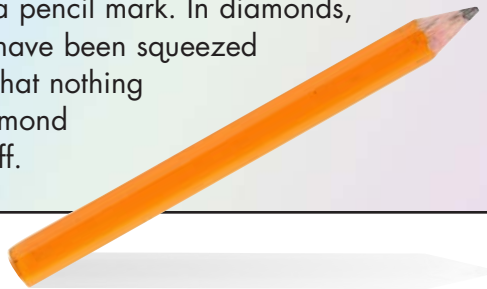 a pencil mark. In diamonds,
have been squeezed
hat nothing
mond
ff.